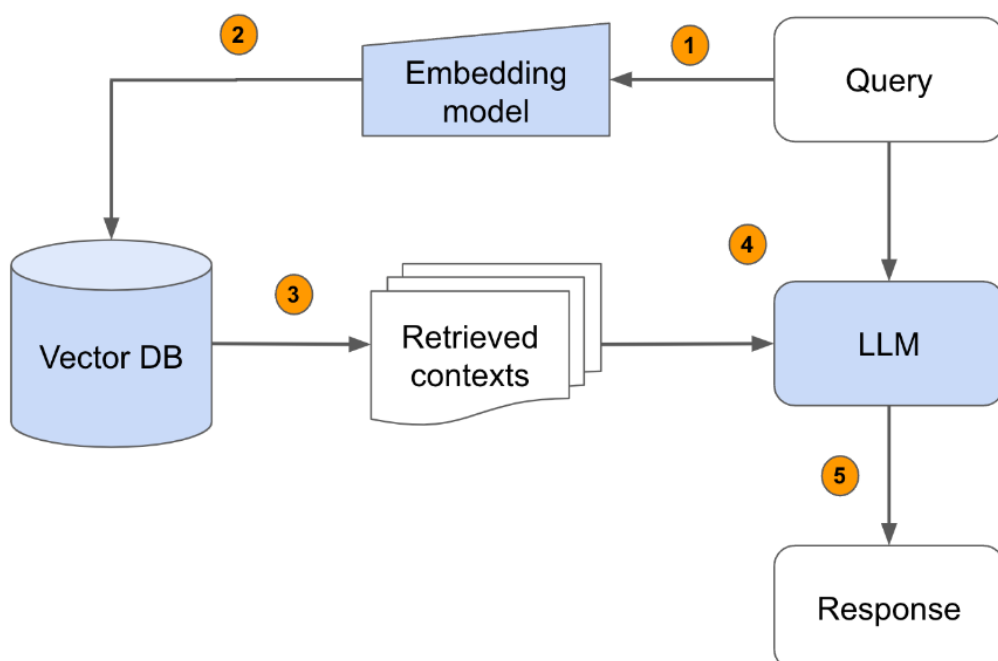 2
1
Embedding
model
Query
4
3
Vector DB
Retrieved
contexts
LLM
5
Response